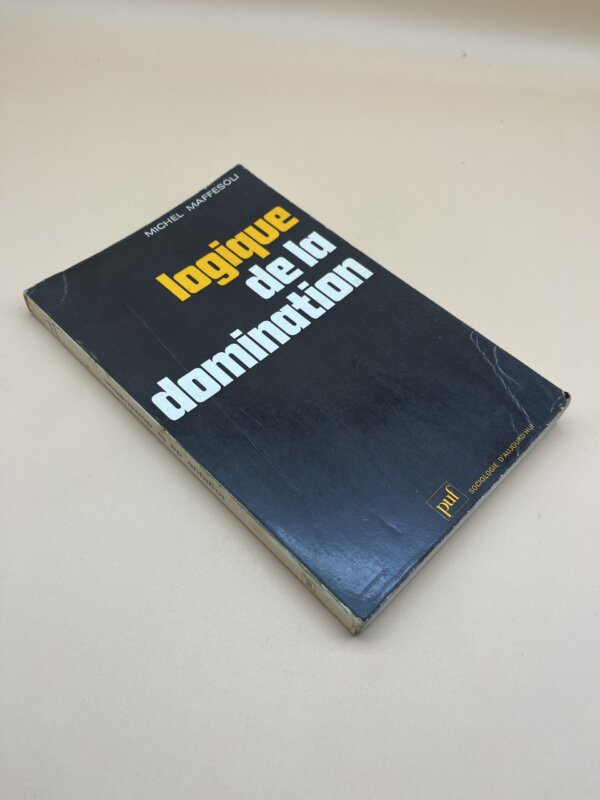 MICHEL MAFFESOLI
logique
de la
domination
puf
SOCIOLOGIE D'AUJOURD'HUI